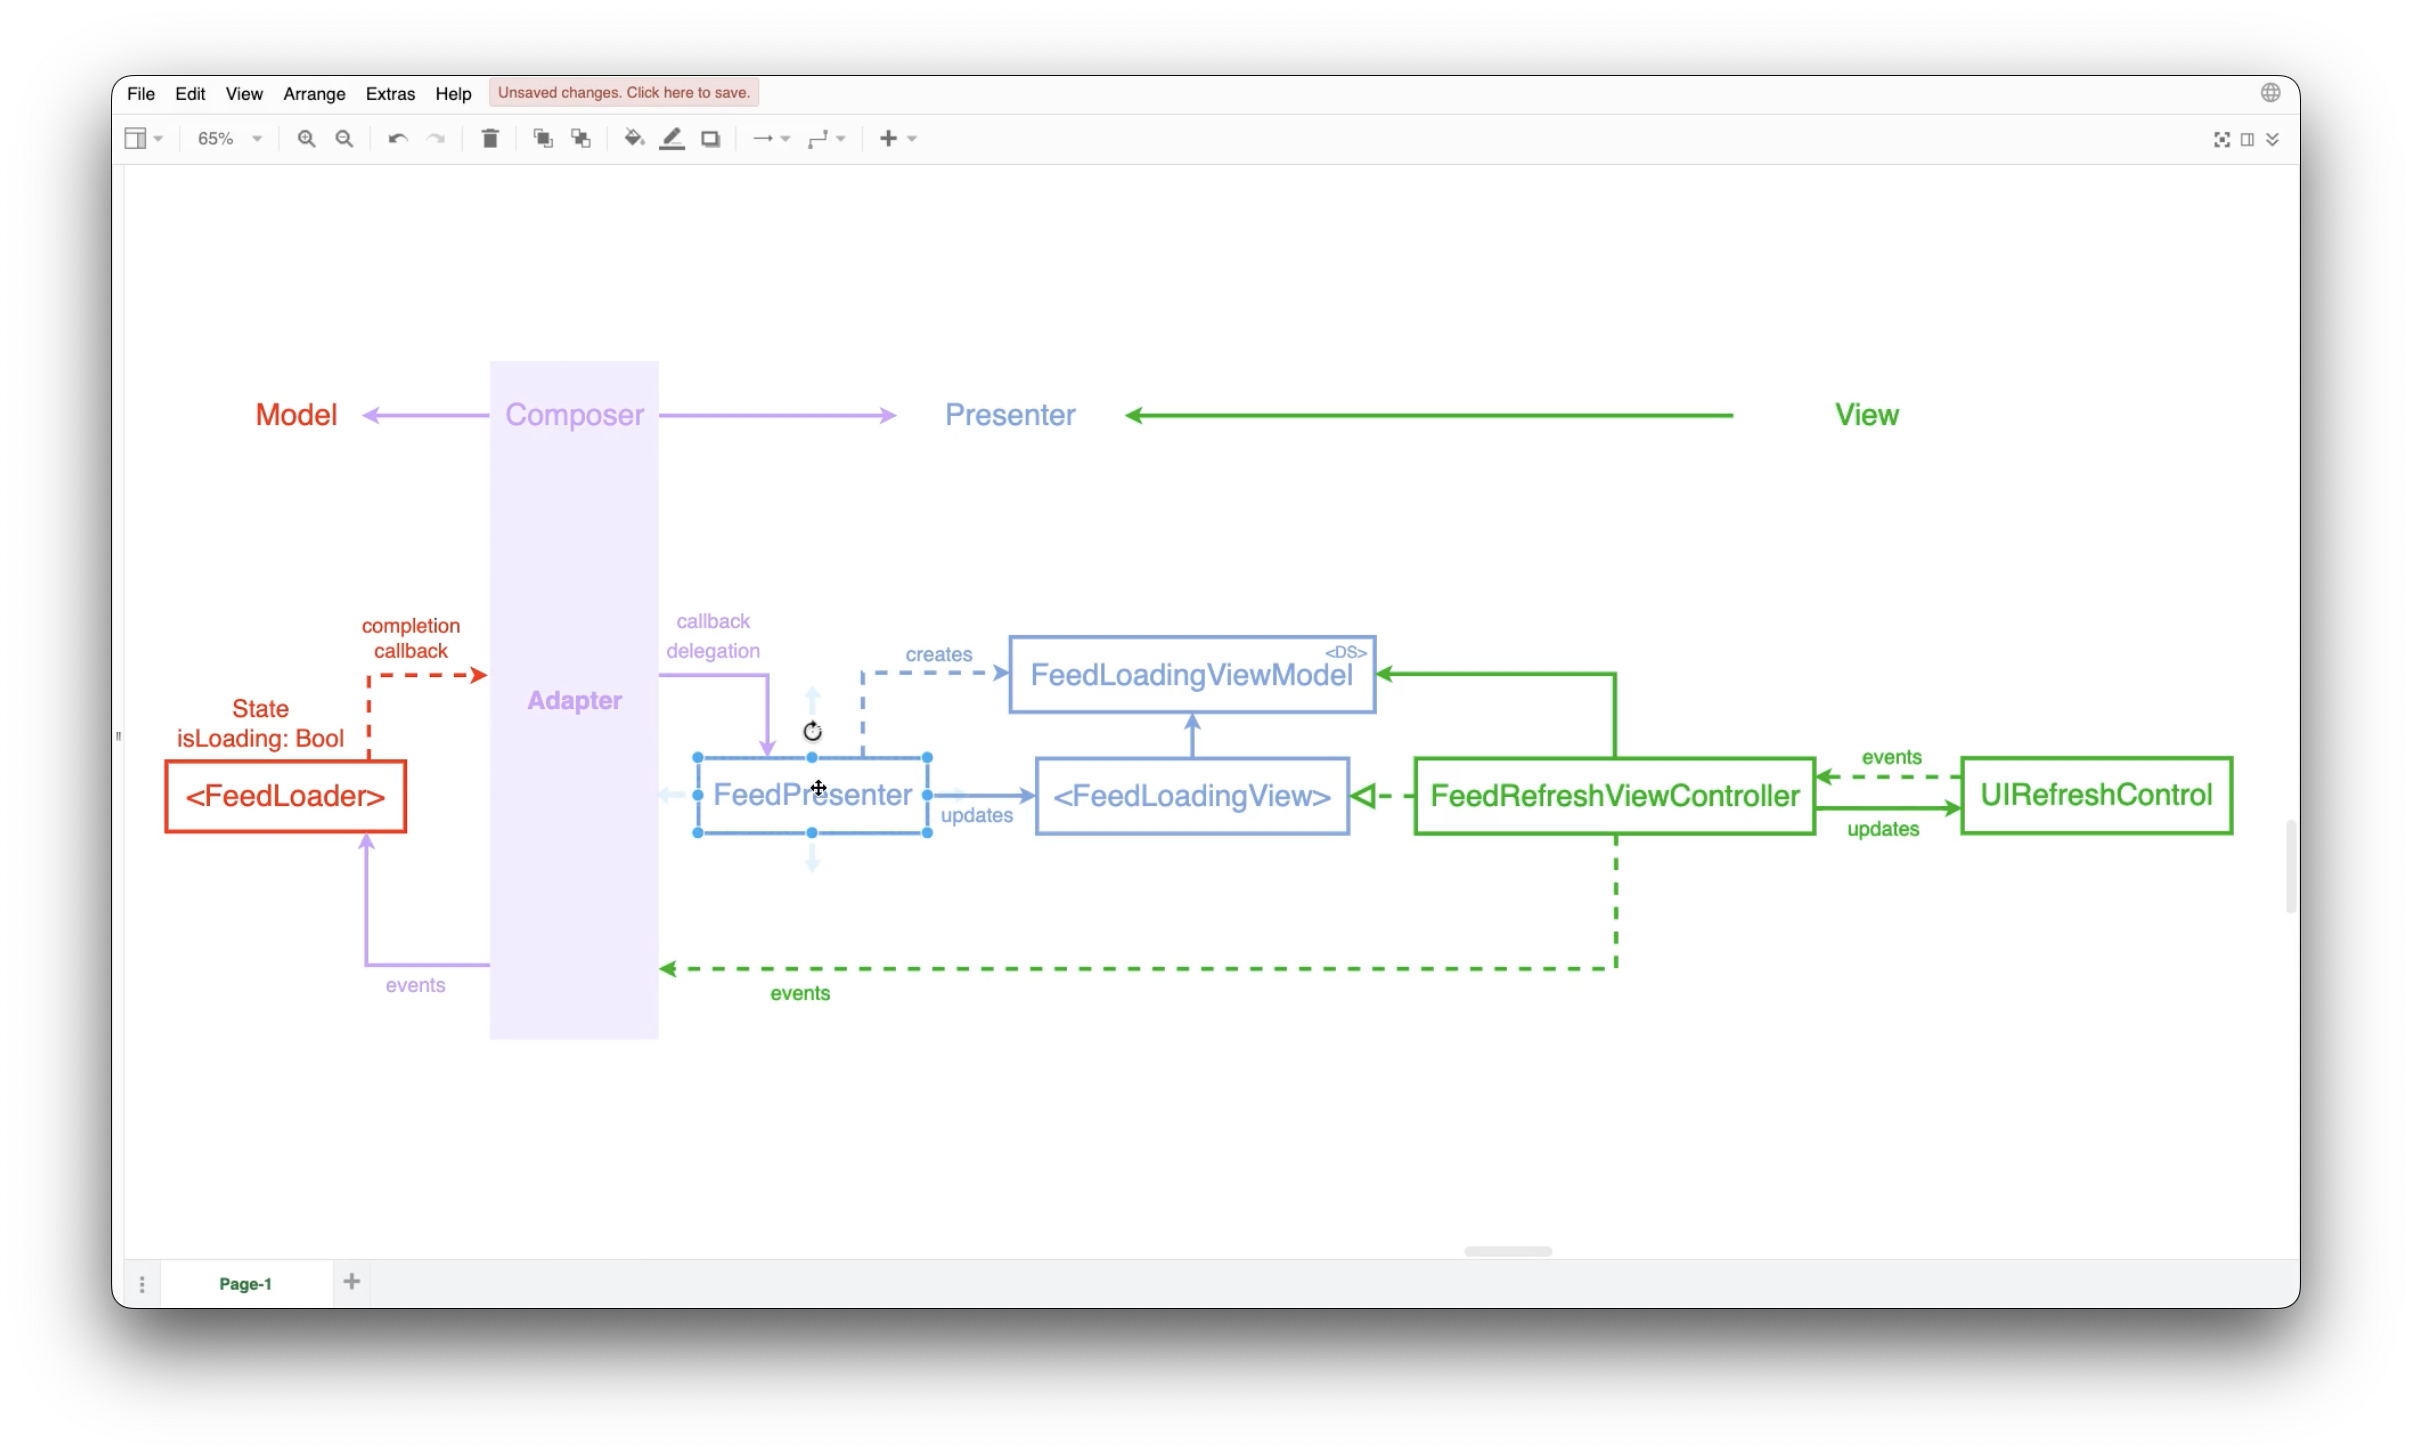 File Edit View Arrange Extras Help Unsaved changes. Click here to save.
65%
Model Composer Presenter View
completion
callback
callback
delegation
creates
<DS>
FeedLoadingViewModel
Adapter
State
isLoading: Bool
<FeedLoader>
FeedPresenter
updates
<FeedLoadingView>
FeedRefreshViewController
events
updates
UIRefreshControl
events
events
Page-1